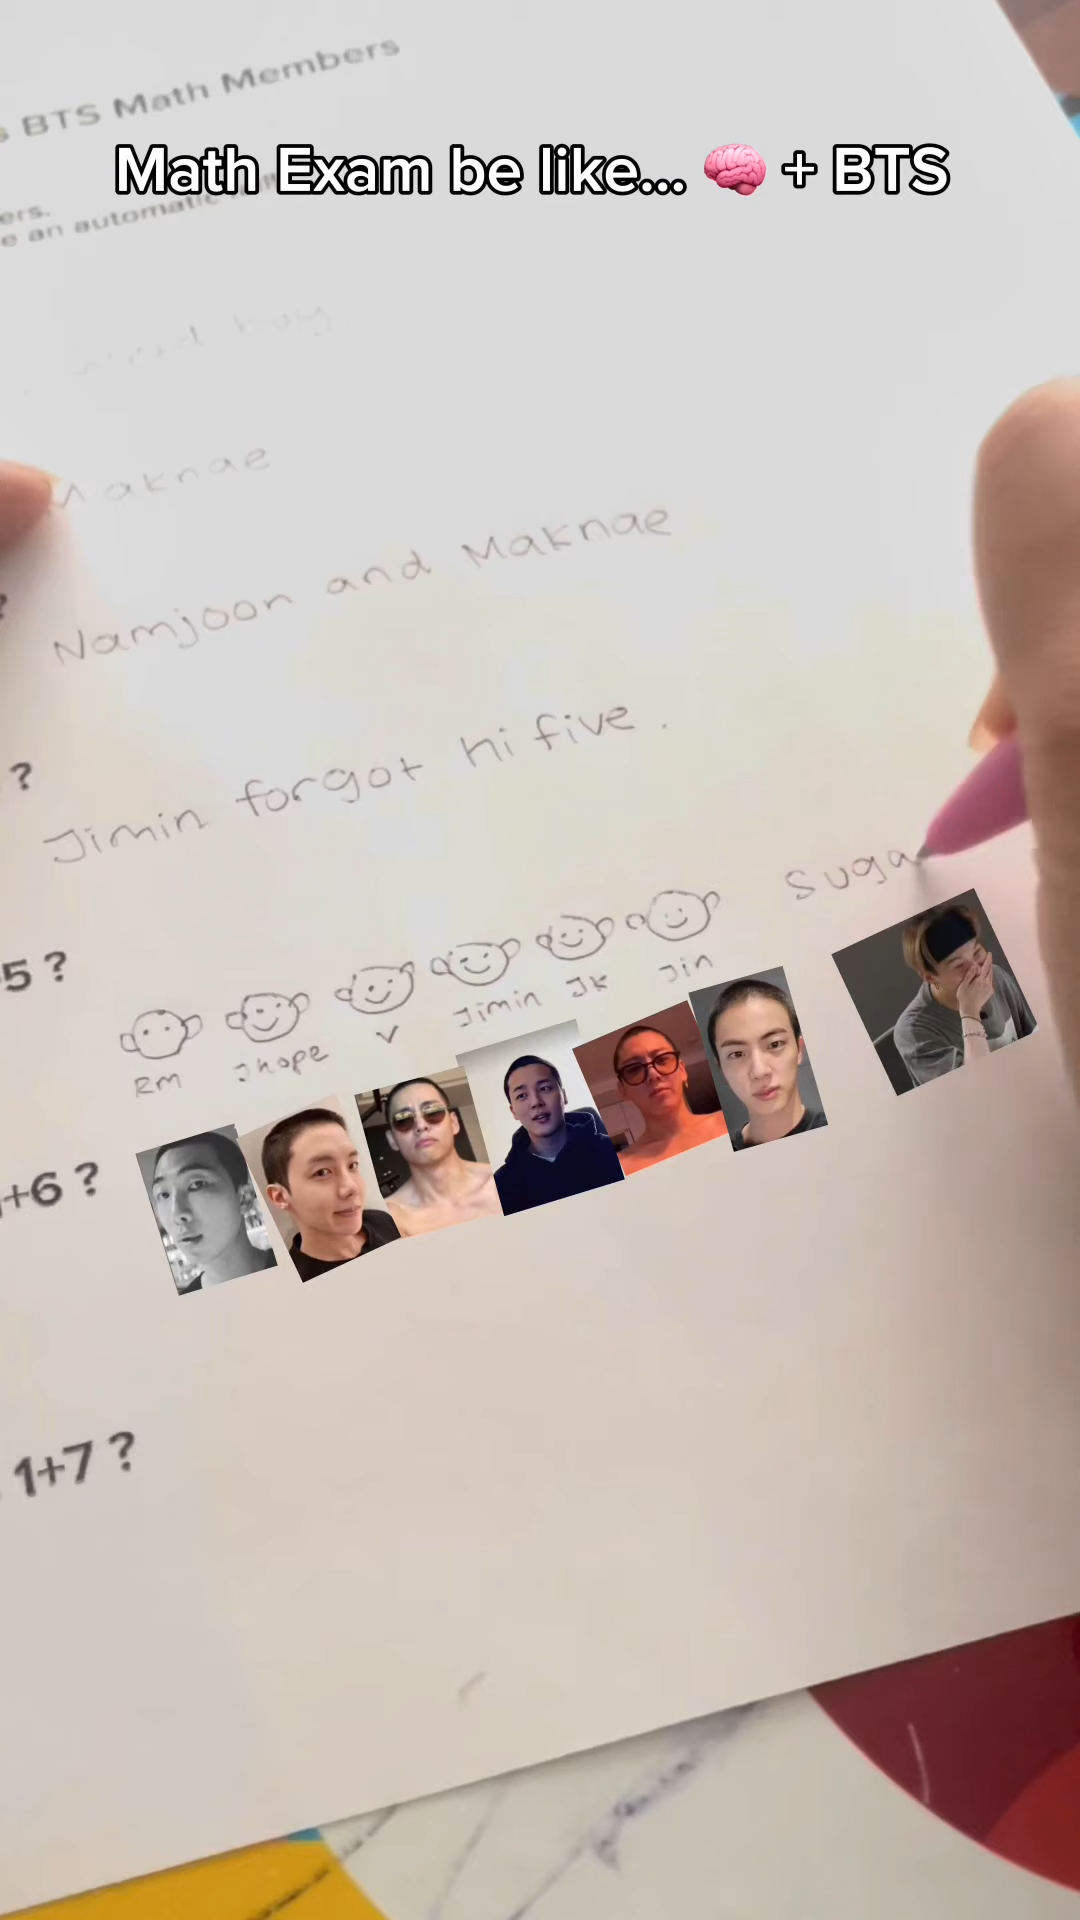 BTS Math Members
Math Exam be like... 🧠 + BTS
ers.
e an automatic
Maknae
?
Namjoon and Maknae
?
Jimin forgot hi five.
5 ?
Suga
RM Jhope V Jimin Jk Jin
+6 ?
1+7 ?